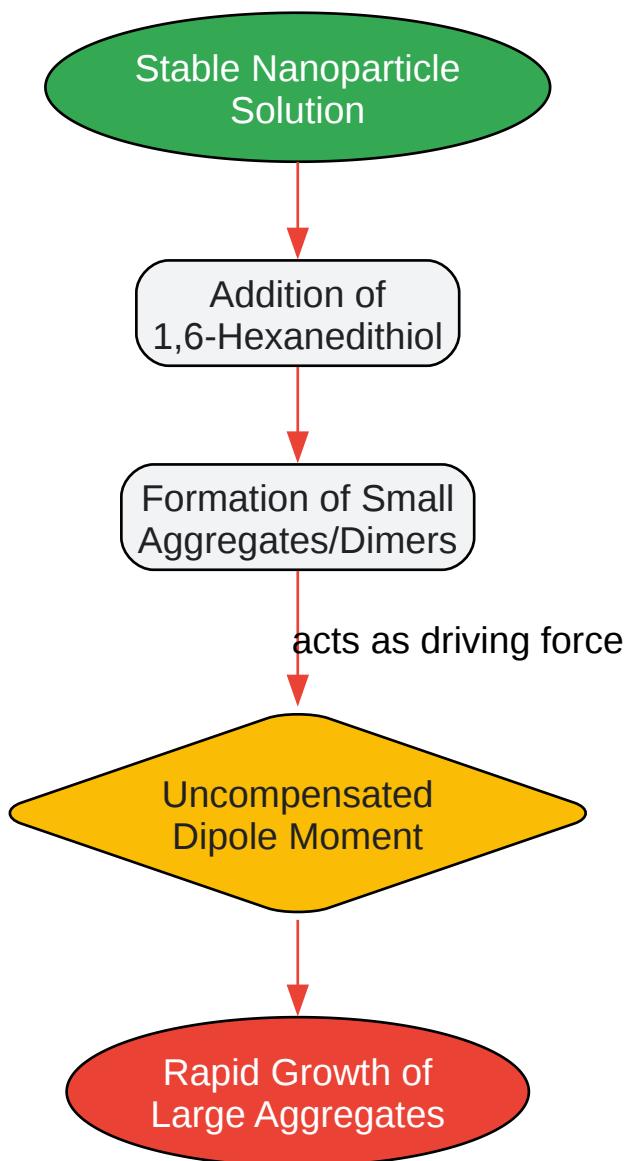 Stable Nanoparticle
Solution
Addition of
1,6-Hexanedithiol
Formation of Small
Aggregates/Dimers
acts as driving force
Uncompensated
Dipole Moment
Rapid Growth of
Large Aggregates